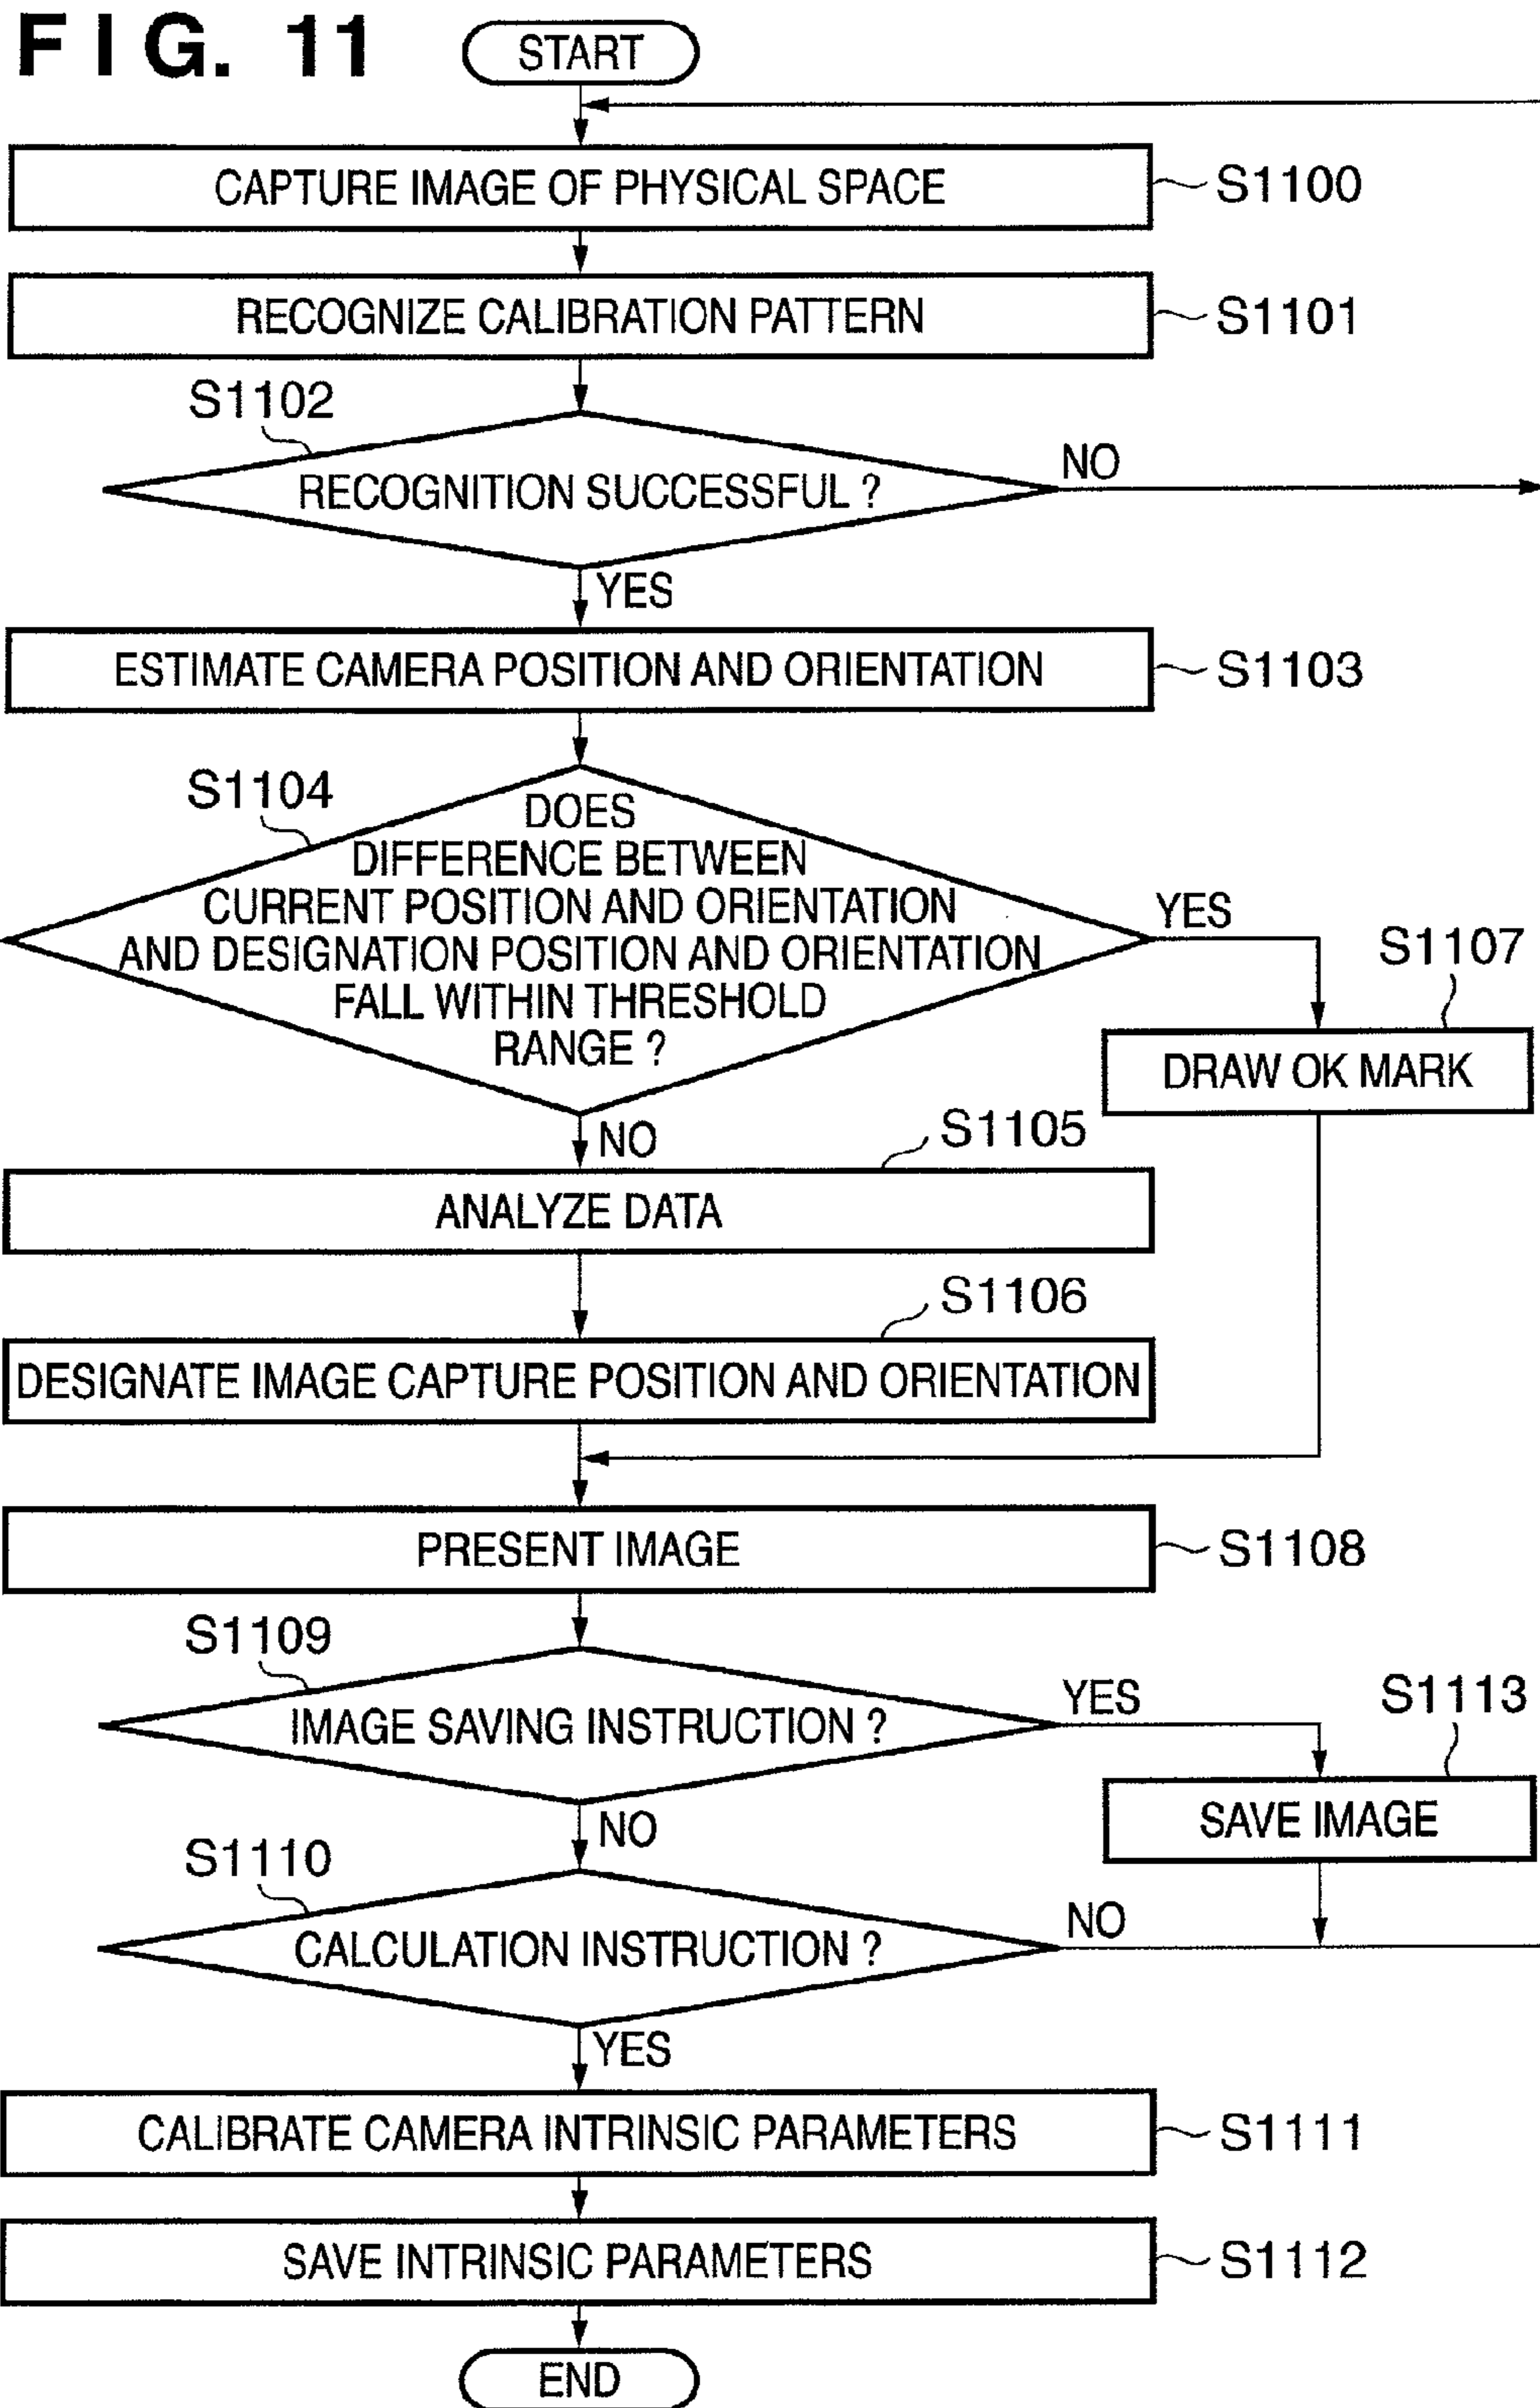 FIG. 11
START
CAPTURE IMAGE OF PHYSICAL SPACE
S1100
RECOGNIZE CALIBRATION PATTERN
S1101
S1102
RECOGNITION SUCCESSFUL ?
NO
YES
ESTIMATE CAMERA POSITION AND ORIENTATION
S1103
S1104
DOES
DIFFERENCE BETWEEN
CURRENT POSITION AND ORIENTATION
AND DESIGNATION POSITION AND ORIENTATION
FALL WITHIN THRESHOLD
RANGE ?
YES
S1107
DRAW OK MARK
NO
S1105
ANALYZE DATA
S1106
DESIGNATE IMAGE CAPTURE POSITION AND ORIENTATION
PRESENT IMAGE
S1108
S1109
IMAGE SAVING INSTRUCTION ?
YES
S1113
SAVE IMAGE
NO
S1110
CALCULATION INSTRUCTION ?
NO
YES
CALIBRATE CAMERA INTRINSIC PARAMETERS
S1111
SAVE INTRINSIC PARAMETERS
S1112
END